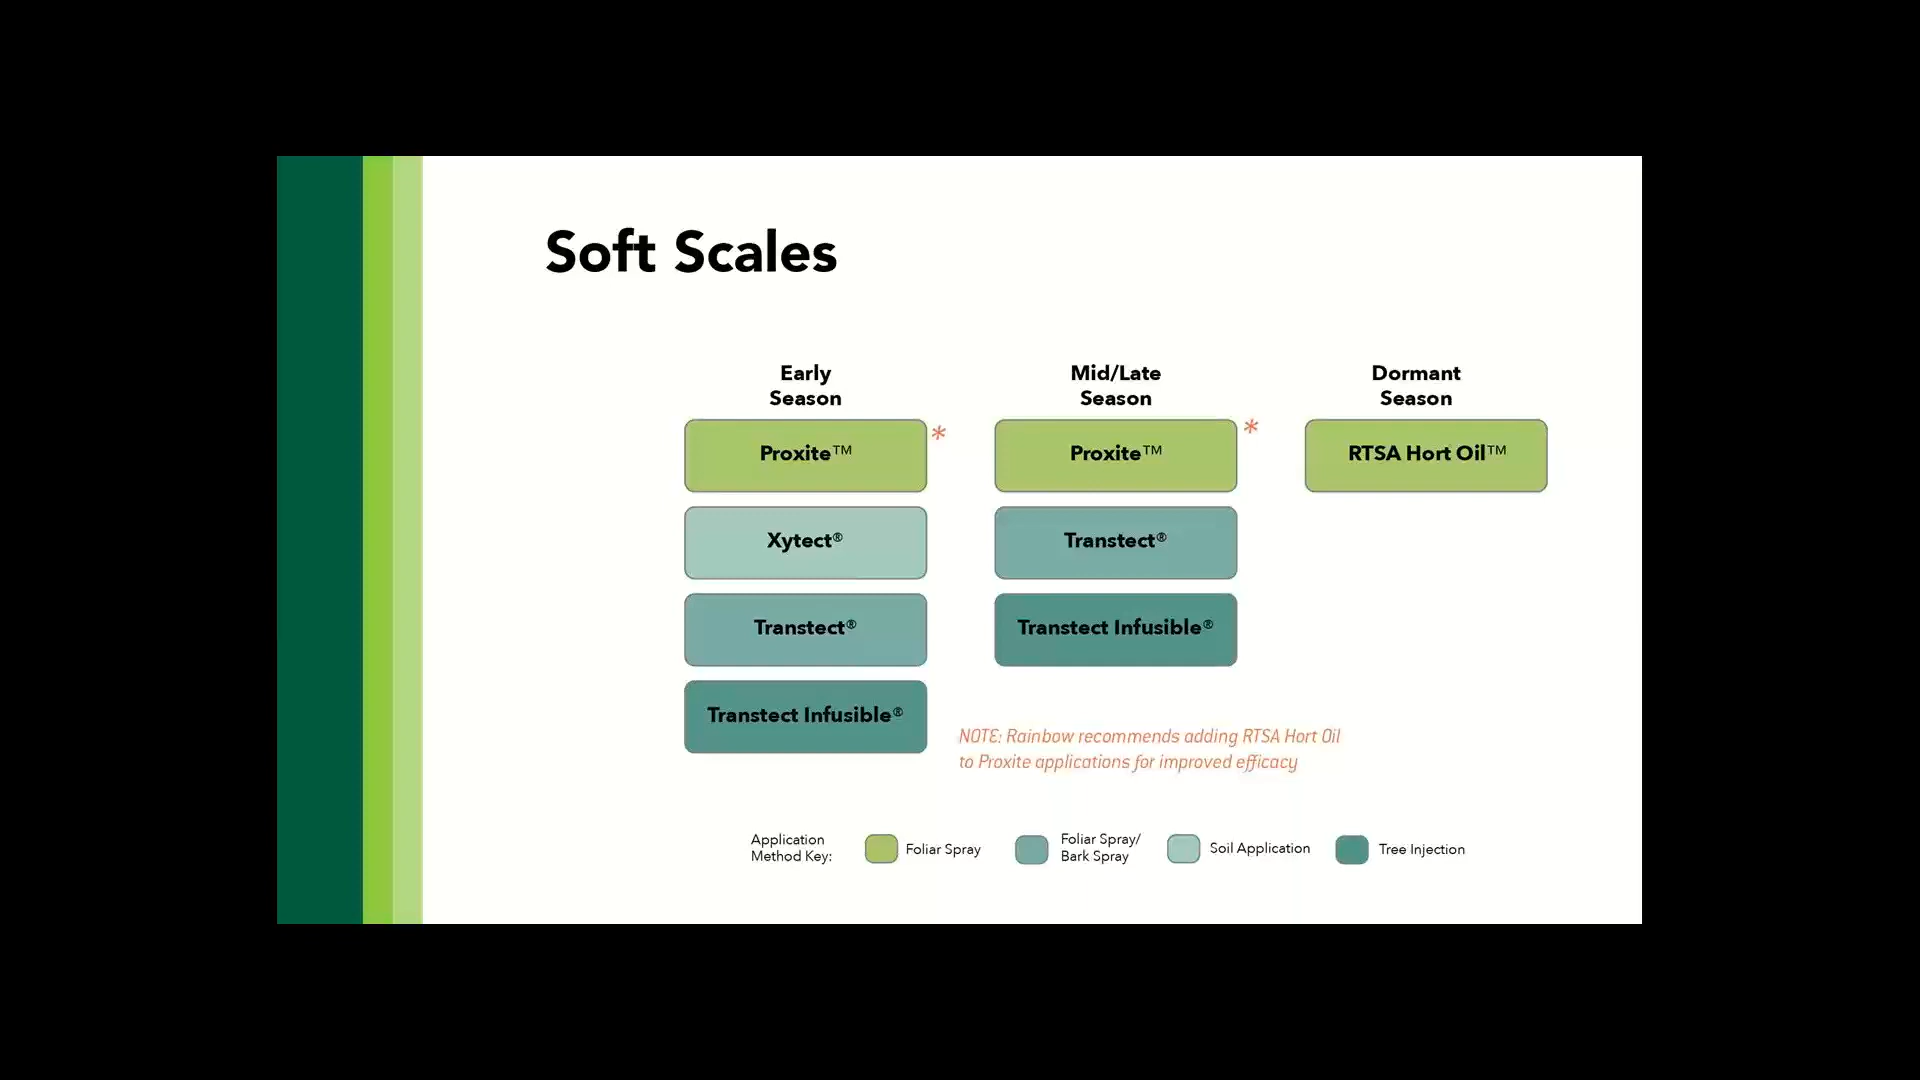 Soft Scales
Early
Season
Mid/Late
Season
Dormant
Season
Proxite™
*
Proxite™
*
RTSA Hort Oil™
Xytect®
Transtect®
Transtect®
Transtect Infusible®
Transtect Infusible®
NOTE: Rainbow recommends adding RTSA Hort Oil
to Proxite applications for improved efficacy
Application
Method Key:
Foliar Spray
Foliar Spray/
Bark Spray
Soil Application
Tree Injection